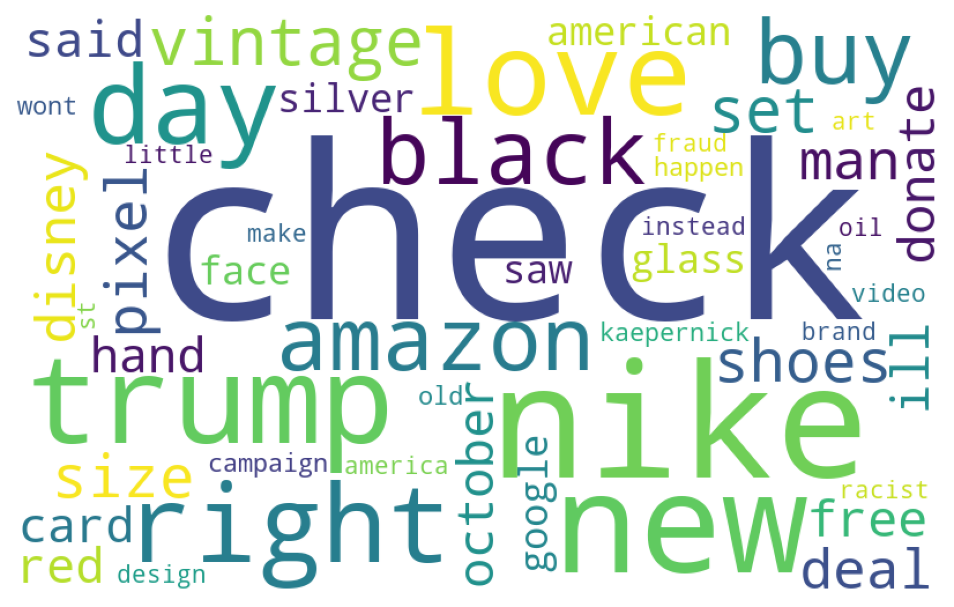 said
vintage
love
american
buy
wont
day
silver
set
art
donate
little
black
fraud
happen
man
disney
pixel
check
make
instead
oil
face
saw
glass
na
st
video
hand
amazon
kaepernick
brand
shoes
ill
trump
old
october
nike
size
campaign
america
google
racist
card
right
new
free
red
design
deal